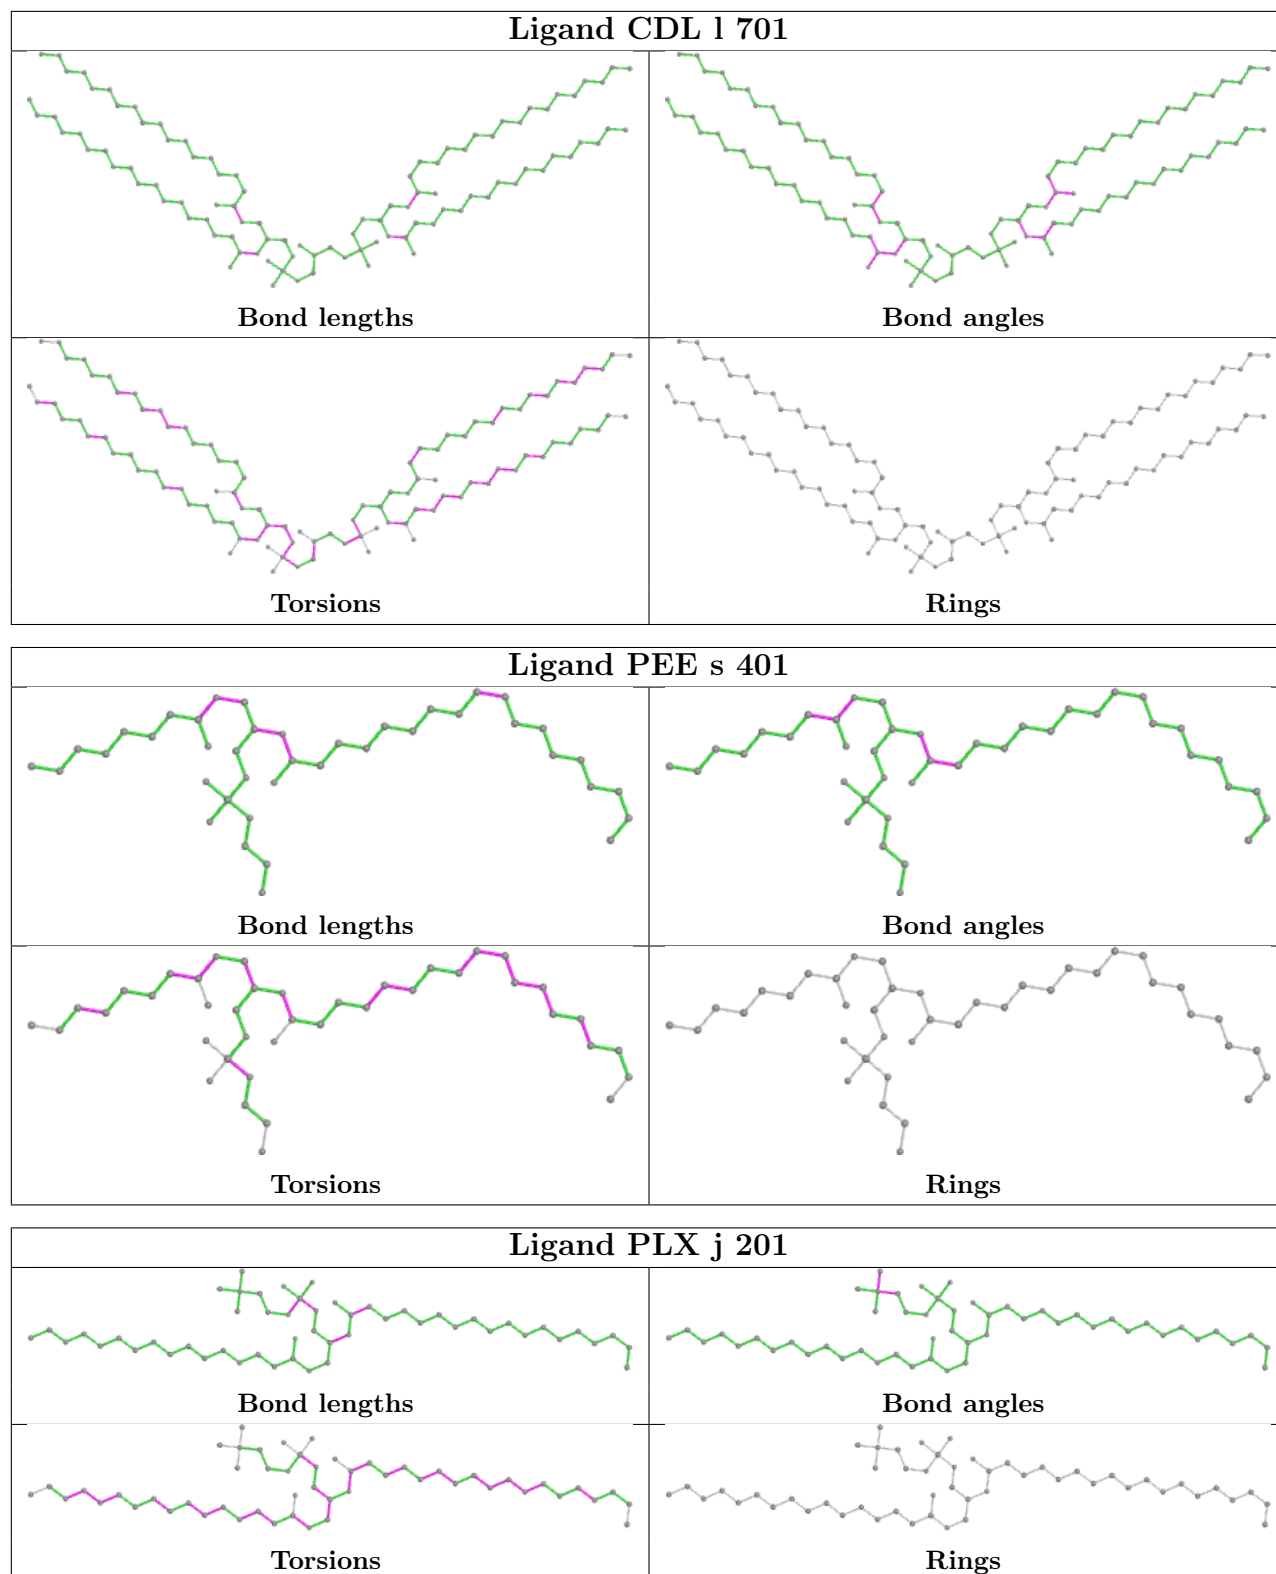 Ligand CDL l 701
Bond lengths
Bond angles
Torsions
Rings
Ligand PEE s 401
Bond lengths
Bond angles
Torsions
Rings
Ligand PLX j 201
Bond lengths
Bond angles
Torsions
Rings